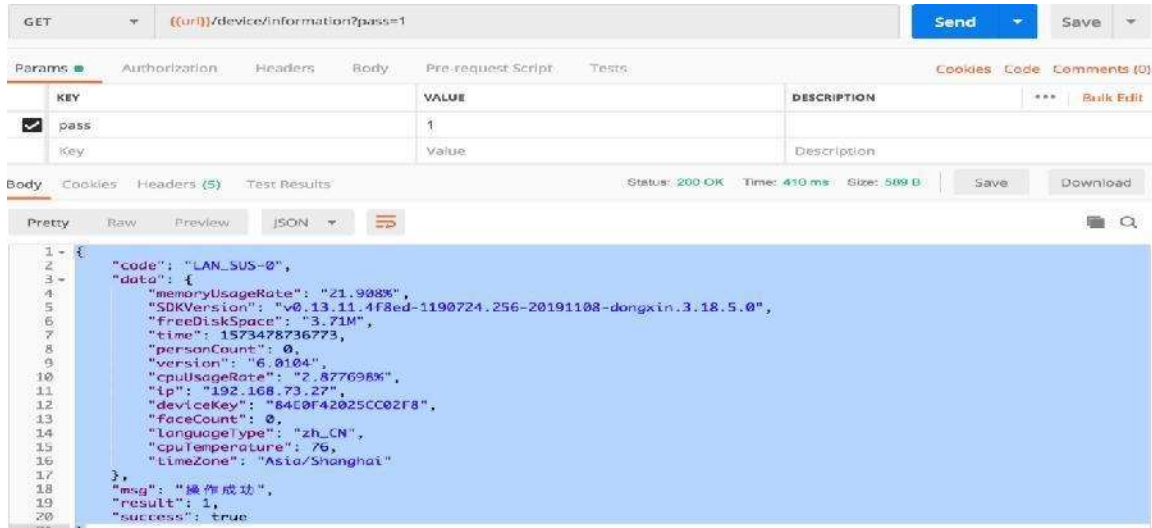 GET {{url}}/device/information?pass=1 Send Save
Params Authorization Headers Body Pre-request Script Tests Cookies Code Comments (0)
KEY VALUE DESCRIPTION ••• Bulk Edit
pass 1
Key Value Description
Body Cookies Headers (5) Test Results Status: 200 OK Time: 410 ms Size: 589 B Save Download
Pretty Raw Preview JSON
1 {
2 "code": "LAN_SUS-0",
3 "data": {
4 "memoryUsageRate": "21.908%",
5 "SDKVersion": "v0.13.11.4f8ed-1190724.256-20191108-dongxin.3.18.5.0",
6 "freeDiskSpace": "3.71M",
7 "time": 1573478736773,
8 "personCount": 0,
9 "version": "6.0104",
10 "cpuUsageRate": "2.877698%",
11 "ip": "192.168.73.27",
12 "deviceKey": "84E0F42025CC02F8",
13 "faceCount": 0,
14 "languageType": "zh_CN",
15 "cpuTemperature": 76,
16 "timeZone": "Asia/Shanghai"
17 },
18 "msg": "操作成功",
19 "result": 1,
20 "success": true